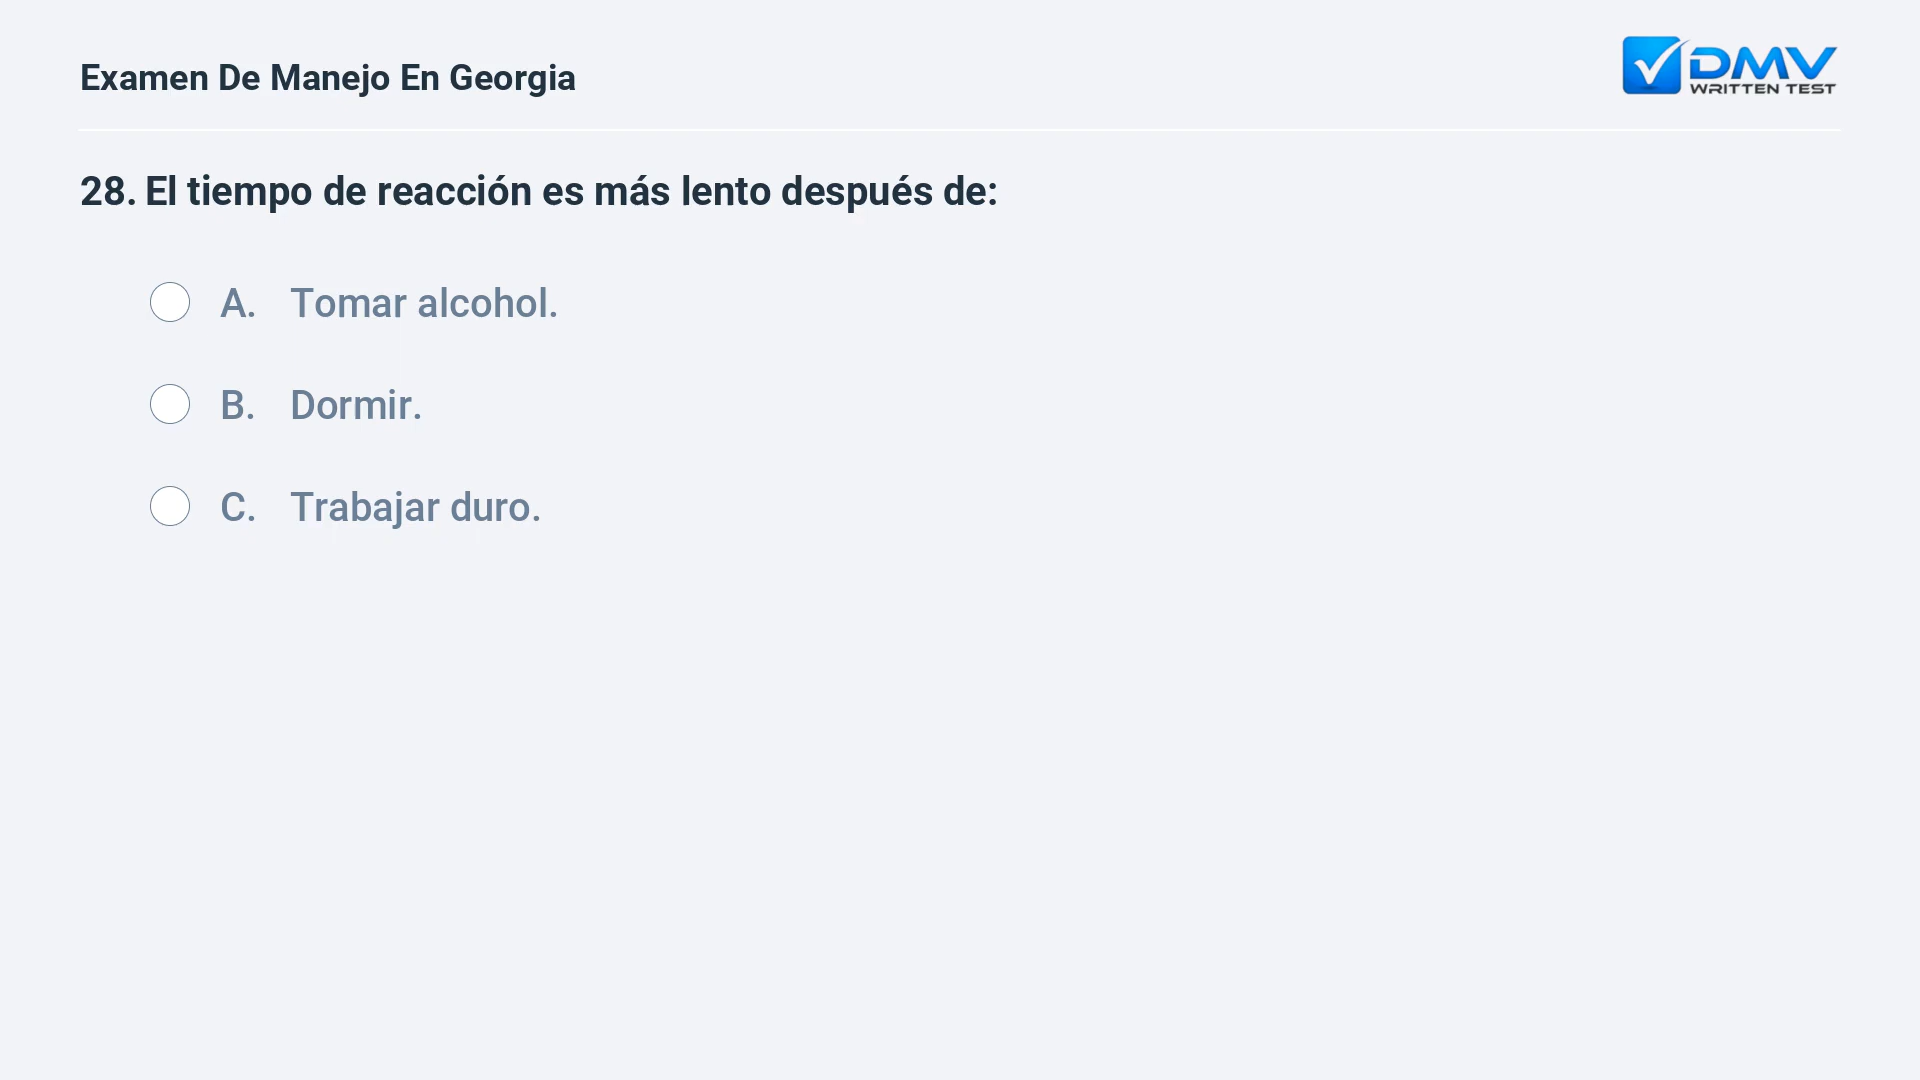 Examen De Manejo En Georgia
DMV
WRITTEN TEST
28. El tiempo de reacción es más lento después de:
A. Tomar alcohol.
B. Dormir.
C. Trabajar duro.